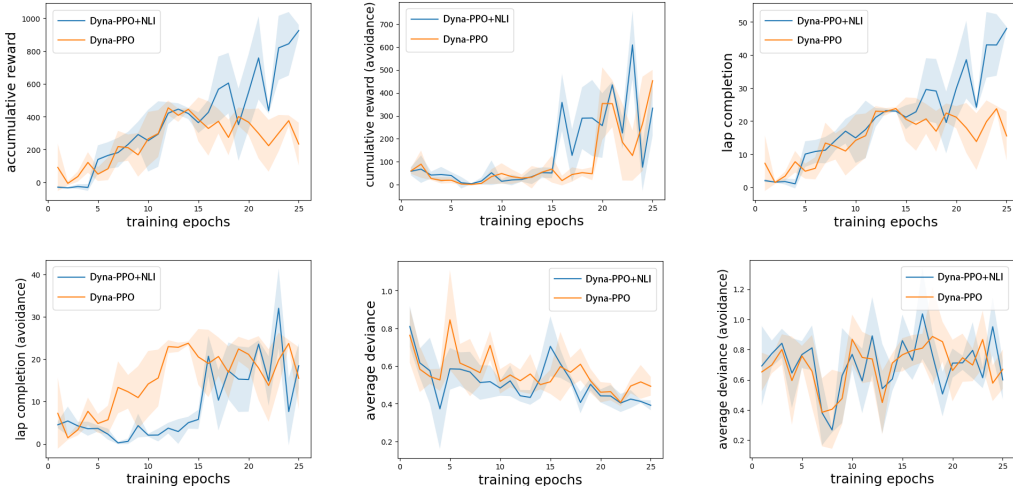 accumulative reward
1000
800
600
400
200
0
Dyna-PPO+NLI
Dyna-PPO
0 5 10 15 20 25
training epochs
cumulative reward (avoidance)
700
600
500
400
300
200
100
0
Dyna-PPO+NLI
Dyna-PPO
0 5 10 15 20 25
training epochs
lap completion
50
40
30
20
10
0
Dyna-PPO+NLI
Dyna-PPO
0 5 10 15 20 25
training epochs
lap completion (avoidance)
40
30
20
10
0
Dyna-PPO+NLI
Dyna-PPO
0 5 10 15 20 25
training epochs
average deviance
1.0
0.8
0.6
0.4
0.2
Dyna-PPO+NLI
Dyna-PPO
0 5 10 15 20 25
training epochs
average deviance (avoidance)
1.2
1.0
0.8
0.6
0.4
0.2
Dyna-PPO+NLI
Dyna-PPO
0 5 10 15 20 25
training epochs